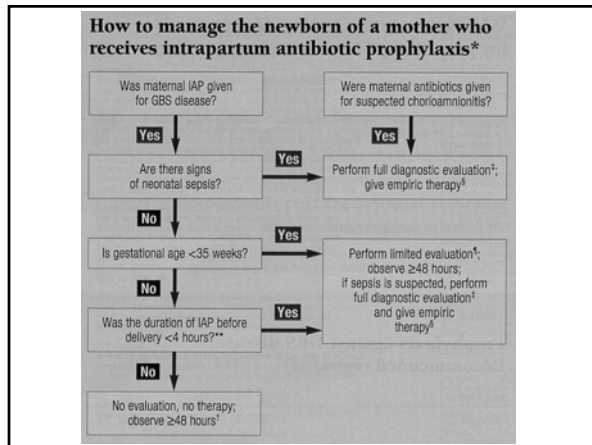 How to manage the newborn of a mother who
receives intrapartum antibiotic prophylaxis*
Was maternal IAP given
for GBS disease?
Were maternal antibiotics given
for suspected chorioamnionitis?
Yes
Yes
Are there signs
of neonatal sepsis?
Yes
Perform full diagnostic evaluation‡;
give empiric therapy§
No
Is gestational age <35 weeks?
Yes
Perform limited evaluation¶;
observe ≥48 hours;
if sepsis is suspected, perform
full diagnostic evaluation‡
and give empiric
therapy§
No
Was the duration of IAP before
delivery <4 hours?**
Yes
No
No evaluation, no therapy;
observe ≥48 hours†